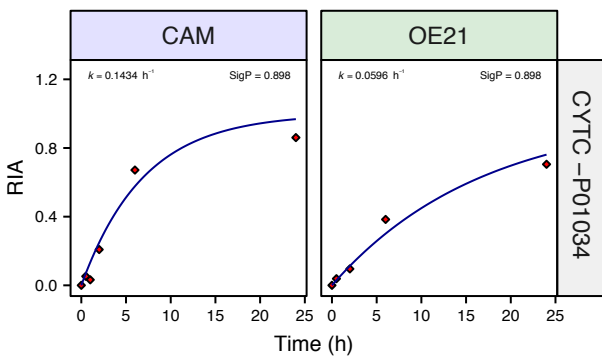 CAM
OE21
k = 0.1434 h⁻¹
SigP = 0.898
k = 0.0596 h⁻¹
SigP = 0.898
CYTC –P01034
RIA
1.2
0.8
0.4
0.0
0 5 10 15 20 25
0 5 10 15 20 25
Time (h)